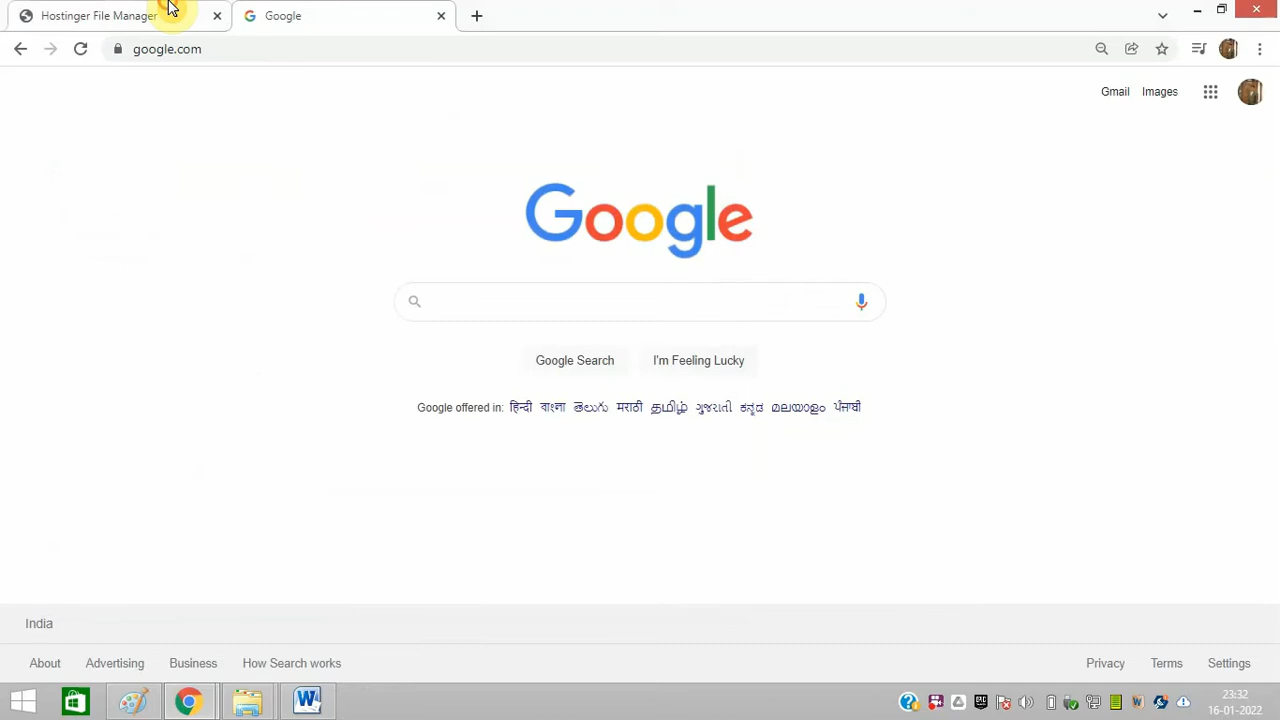 Hostinger File Manager
Google
google.com
Gmail Images
Google
Google Search I'm Feeling Lucky
Google offered in: हिन्दी বাংলা తెలుగు मराठी தமிழ் ગુજરાતી ಕನ್ನಡ മലയാളം ਪੰਜਾਬੀ
India
About Advertising Business How Search works Privacy Terms Settings
23:32
16-01-2022